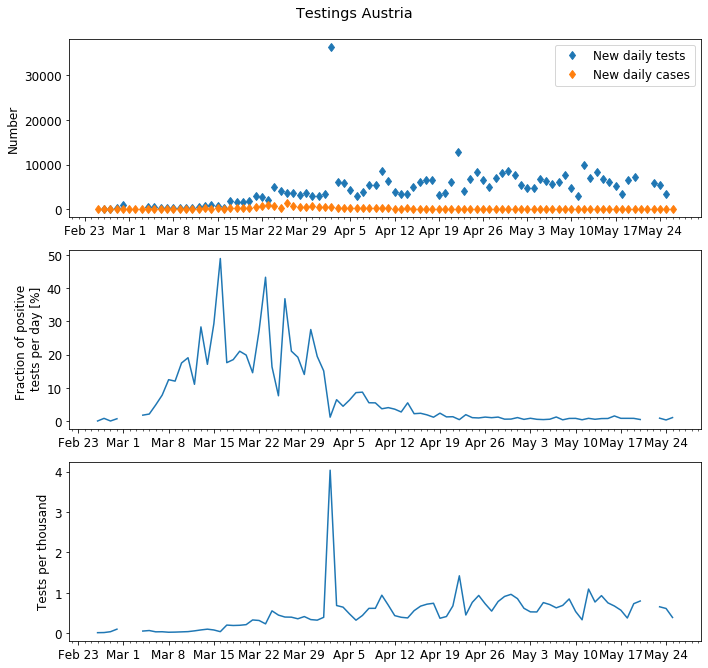 Testings Austria
30000
20000
10000
0
Number
New daily tests
New daily cases
Feb 23 Mar 1 Mar 8 Mar 15 Mar 22 Mar 29 Apr 5 Apr 12 Apr 19 Apr 26 May 3 May 10 May 17 May 24
50
40
30
20
10
0
Fraction of positive
tests per day [%]
Feb 23 Mar 1 Mar 8 Mar 15 Mar 22 Mar 29 Apr 5 Apr 12 Apr 19 Apr 26 May 3 May 10 May 17 May 24
4
3
2
1
0
Tests per thousand
Feb 23 Mar 1 Mar 8 Mar 15 Mar 22 Mar 29 Apr 5 Apr 12 Apr 19 Apr 26 May 3 May 10 May 17 May 24